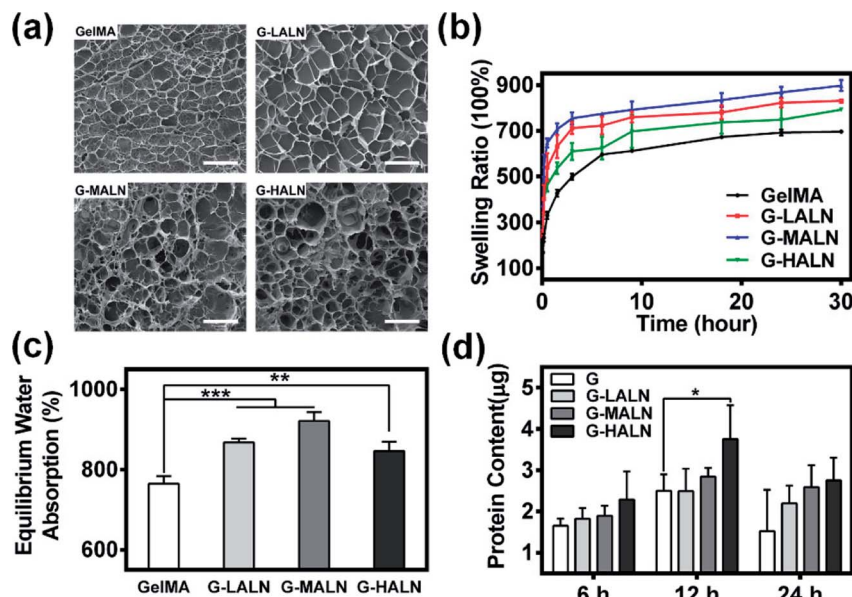 (a)
GelMA
G-LALN
G-MALN
G-HALN
(b)
Swelling Ratio (100%)
900
700
500
300
100
GelMA
G-LALN
G-MALN
G-HALN
0
10
20
30
Time (hour)
(c)
Equilibrium Water
Absorption (%)
1000
800
600
**
***
GelMA
G-LALN
G-MALN
G-HALN
(d)
Protein Content(μg)
5
4
3
2
1
G
G-LALN
G-MALN
G-HALN
*
6 h
12 h
24 h